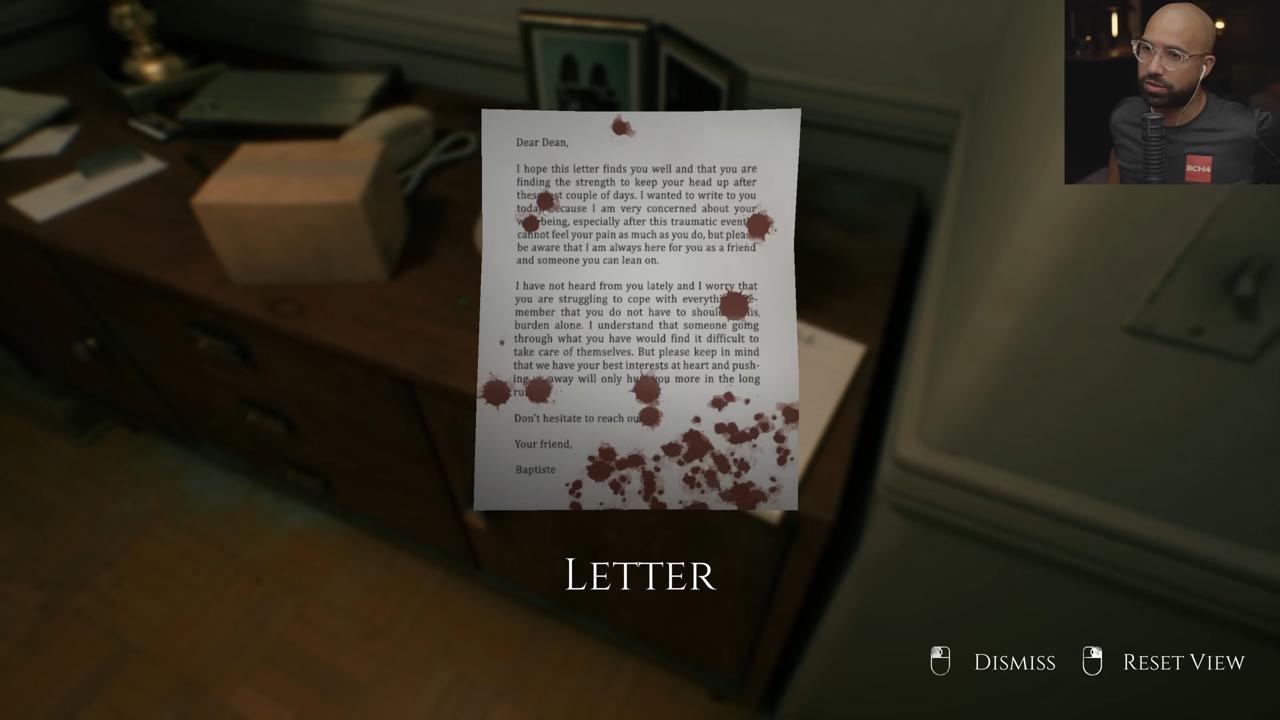 BCH4
Dear Dean,
I hope this letter finds you well and that you are
finding the strength to keep your head up after
couple of days. I wanted to write to you
because I am very concerned about your
being, especially after this traumatic event
cannot feel your pain as much as you do, but please
be aware that I am always here for you as a friend
and someone you can lean on.
I have not heard from you lately and I worry that
you are struggling to cope with everything
member that you do not have to shoulder this
burden alone. I understand that someone going
through what you have would find it difficult to
take care of themselves. But please keep in mind
that we have your best interests at heart and push-
ing us away will only hurt you more in the long
run
Don't hesitate to reach out
Your friend,
Baptiste
LETTER
DISMISS
RESET VIEW